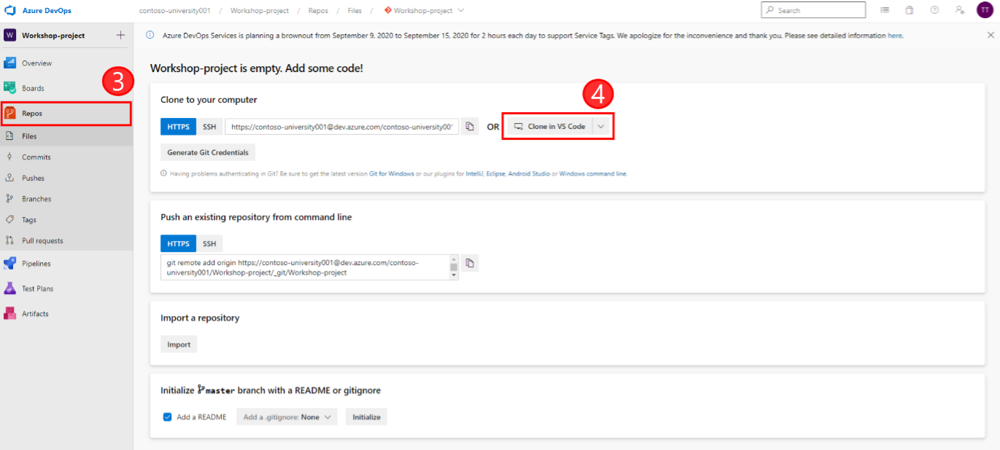 Azure DevOps
contoso-university001 / Workshop-project / Repos / Files / Workshop-project
Search
TT
W Workshop-project
Azure DevOps Services is planning a brownout from September 9, 2020 to September 15, 2020 for 2 hours each day to support Service Tags. We apologize for the inconvenience and thank you. Please see detailed information here.
Overview
Boards
Repos
Files
Commits
Pushes
Branches
Tags
Pull requests
Pipelines
Test Plans
Artifacts
3
Workshop-project is empty. Add some code!
Clone to your computer
4
HTTPS SSH https://contoso-university001@dev.azure.com/contoso-university00 OR Clone in VS Code
Generate Git Credentials
Having problems authenticating in Git? Be sure to get the latest version Git for Windows or our plugins for IntelliJ, Eclipse, Android Studio or Windows command line.
Push an existing repository from command line
HTTPS SSH
git remote add origin https://contoso-university001@dev.azure.com/contoso-
university001/Workshop-project/_git/Workshop-project
Import a repository
Import
Initialize master branch with a README or gitignore
Add a README Add a .gitignore: None Initialize